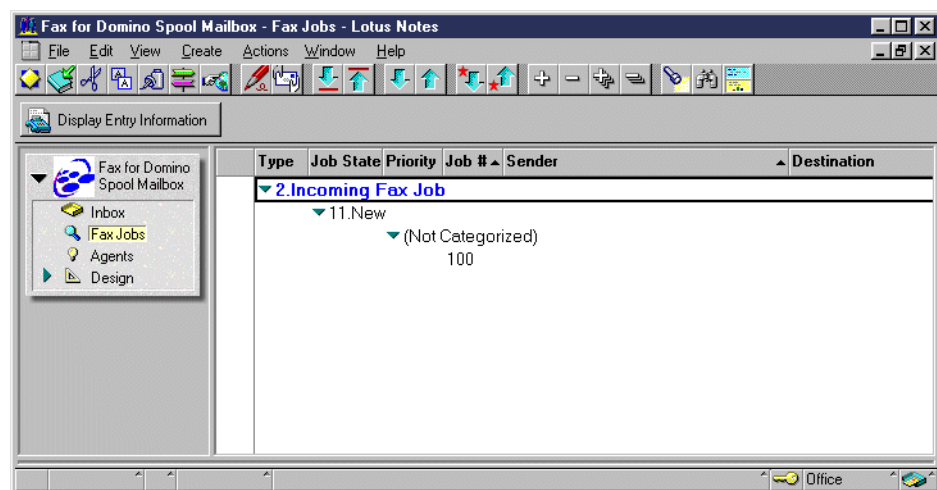 Fax for Domino Spool Mailbox - Fax Jobs - Lotus Notes
File Edit View Create Actions Window Help
Display Entry Information
Fax for Domino
Spool Mailbox
Inbox
Fax Jobs
Agents
Design
Type Job State Priority Job # Sender Destination
2.Incoming Fax Job
11.New
(Not Categorized)
100
Office